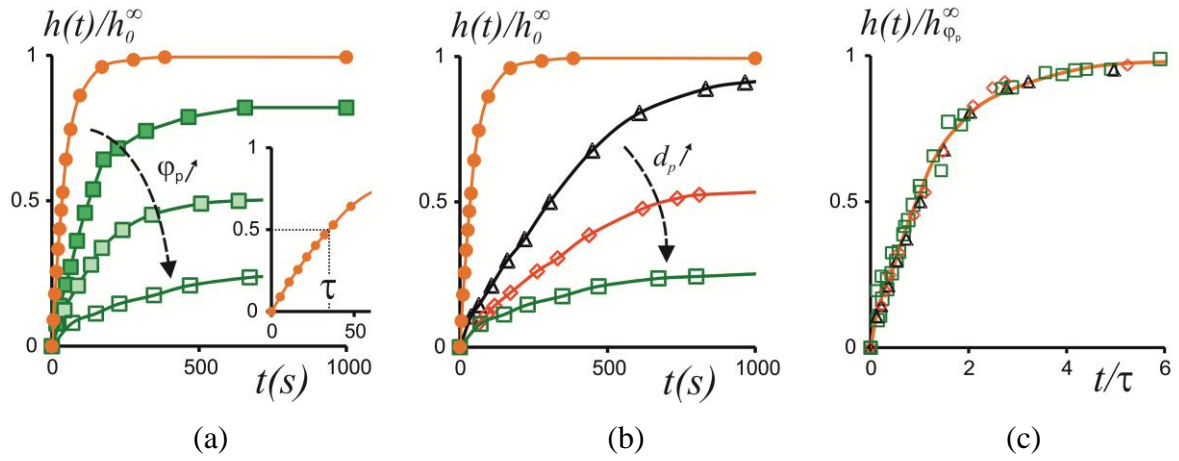 h(t)/h₀^∞
1
0.5
0
0
500
1000
t(s)
φₚ↗
1
0.5
0
0
50
τ
(a)
h(t)/h₀^∞
1
0.5
0
0
500
1000
t(s)
dₚ↗
(b)
h(t)/h_φₚ^∞
1
0.5
0
0
2
4
6
t/τ
(c)